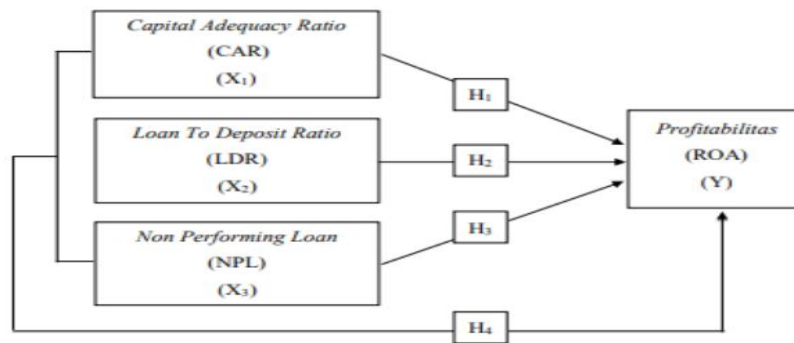 Capital Adequacy Ratio
(CAR)
(X₁)
H₁
Loan To Deposit Ratio
(LDR)
(X₂)
H₂
Profitabilitas
(ROA)
(Y)
Non Performing Loan
(NPL)
(X₃)
H₃
H₄